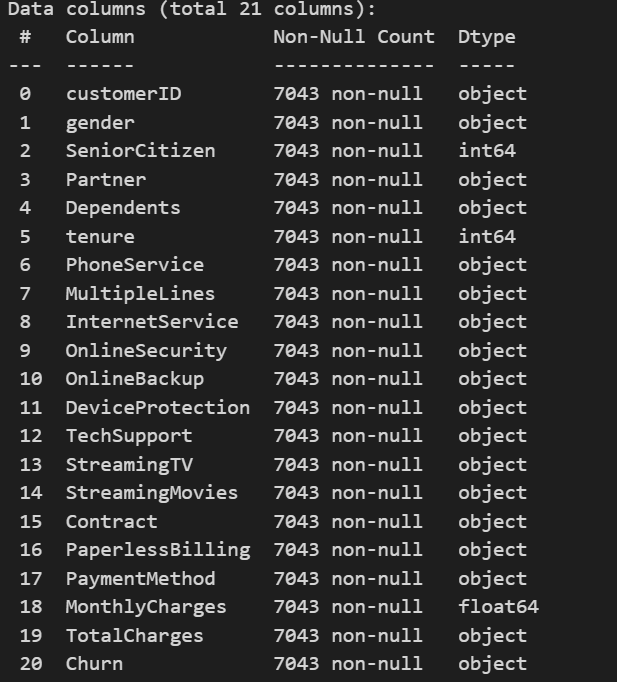 Data columns (total 21 columns):
 #   Column            Non-Null Count  Dtype
---  ------            --------------  -----
 0   customerID        7043 non-null   object
 1   gender            7043 non-null   object
 2   SeniorCitizen     7043 non-null   int64
 3   Partner           7043 non-null   object
 4   Dependents        7043 non-null   object
 5   tenure            7043 non-null   int64
 6   PhoneService      7043 non-null   object
 7   MultipleLines     7043 non-null   object
 8   InternetService   7043 non-null   object
 9   OnlineSecurity    7043 non-null   object
 10  OnlineBackup      7043 non-null   object
 11  DeviceProtection  7043 non-null   object
 12  TechSupport       7043 non-null   object
 13  StreamingTV       7043 non-null   object
 14  StreamingMovies   7043 non-null   object
 15  Contract          7043 non-null   object
 16  PaperlessBilling  7043 non-null   object
 17  PaymentMethod     7043 non-null   object
 18  MonthlyCharges    7043 non-null   float64
 19  TotalCharges      7043 non-null   object
 20  Churn             7043 non-null   object